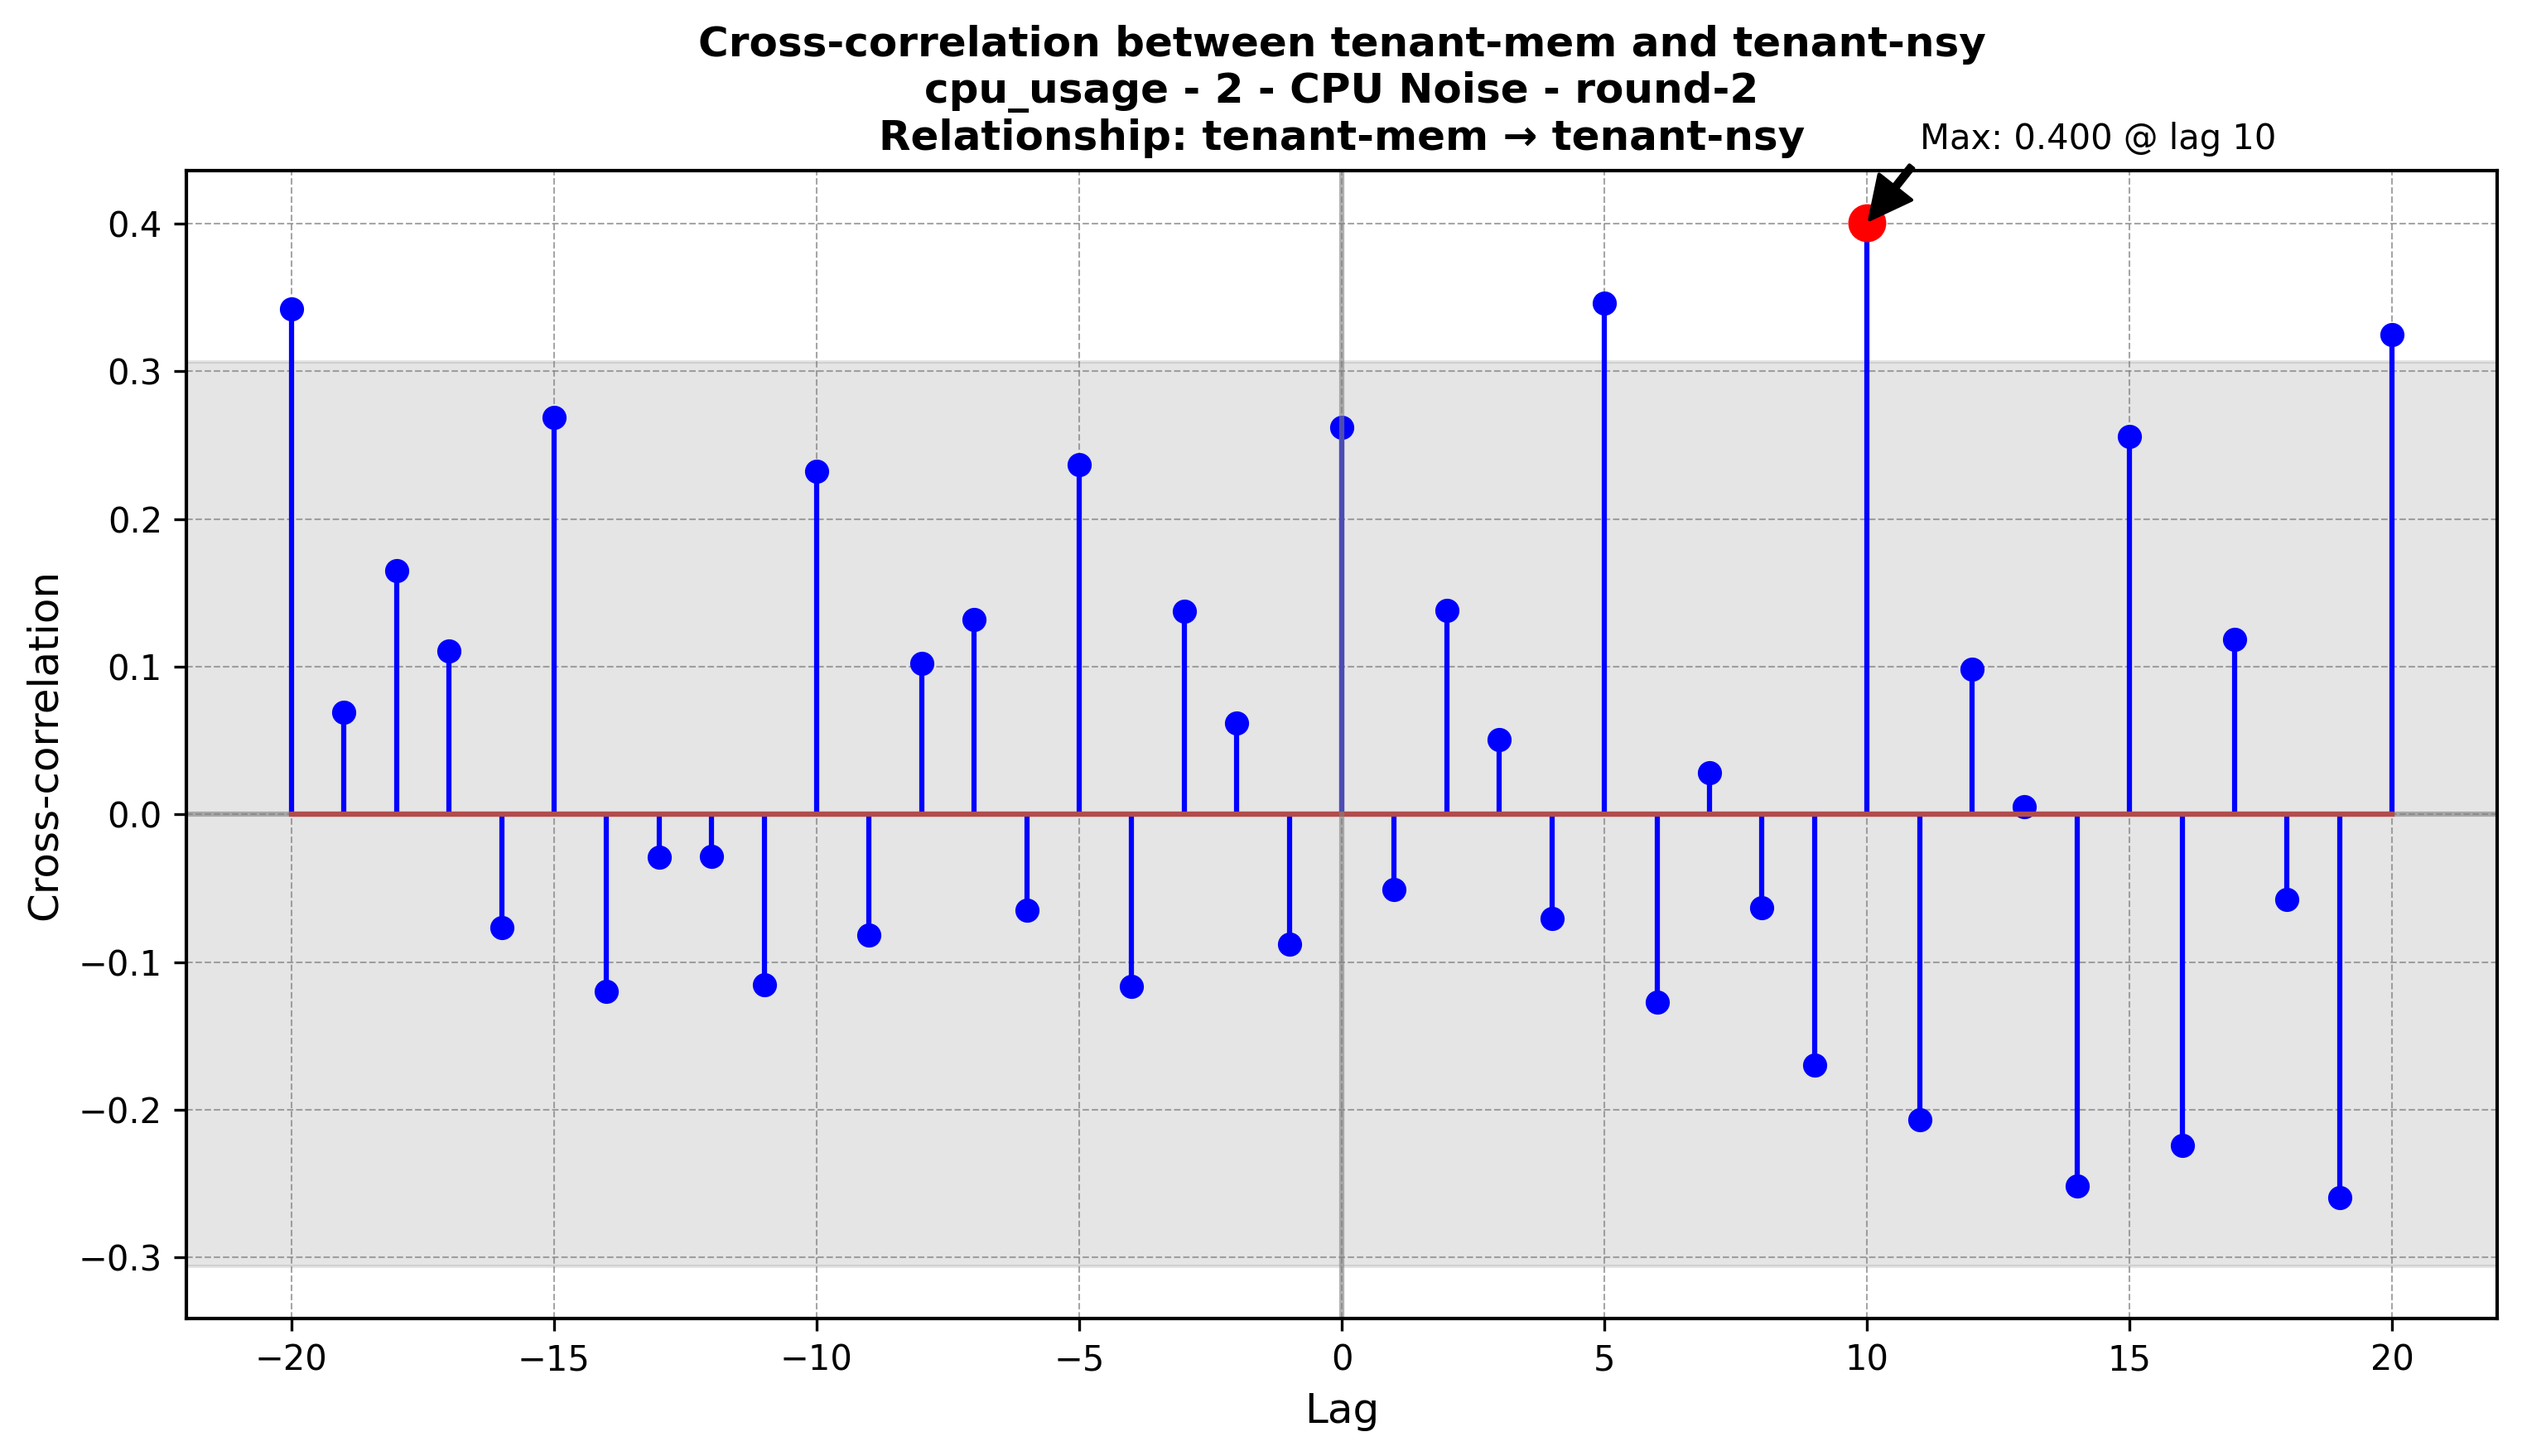 Cross-correlation between tenant-mem and tenant-nsy
cpu_usage - 2 - CPU Noise - round-2
Relationship: tenant-mem → tenant-nsy
Max: 0.400 @ lag 10
0.4
0.3
0.2
0.1
0.0
−0.1
−0.2
−0.3
Cross-correlation
−20
−15
−10
−5
0
5
10
15
20
Lag